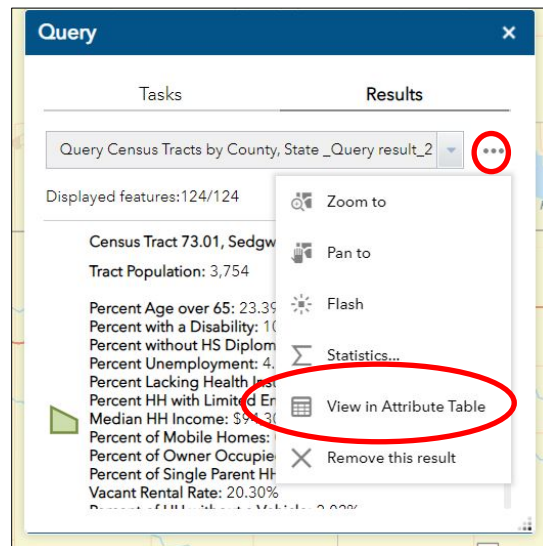 Query
Tasks Results
Query Census Tracts by County, State _Query result_2
Displayed features:124/124
Census Tract 73.01, Sedgw
Tract Population: 3,754
Percent Age over 65: 23.39
Percent with a Disability: 10
Percent without HS Diplom
Percent Unemployment: 4.
Percent Lacking Health
Percent HH with Limited
Median HH Income:
Percent of Mobile Homes:
Percent of Owner Occupie
Percent of Single Parent HH
Vacant Rental Rate: 20.30%
Zoom to
Pan to
Flash
Statistics...
View in Attribute Table
Remove this result